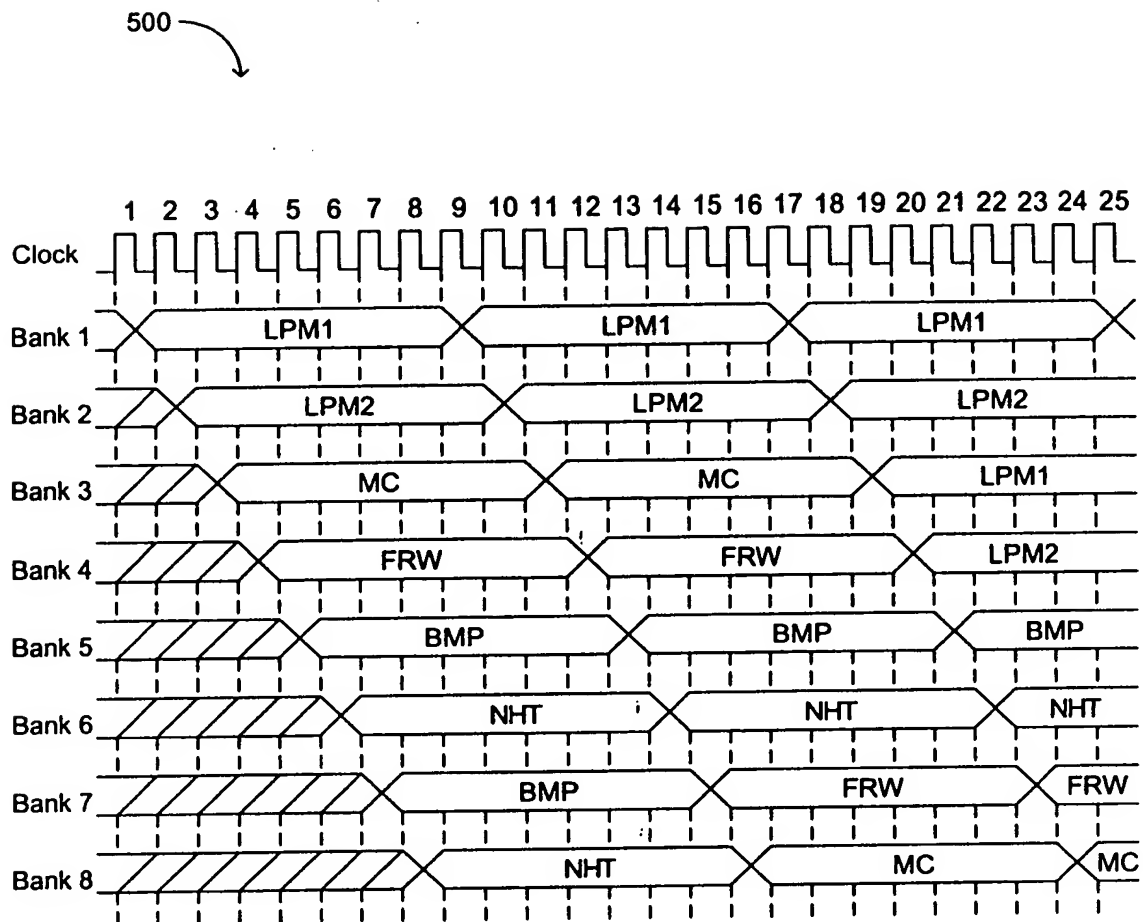 500
1 2 3 4 5 6 7 8 9 10 11 12 13 14 15 16 17 18 19 20 21 22 23 24 25
Clock
Bank 1 LPM1 LPM1 LPM1
Bank 2 LPM2 LPM2 LPM2
Bank 3 MC MC LPM1
Bank 4 FRW FRW LPM2
Bank 5 BMP BMP BMP
Bank 6 NHT NHT NHT
Bank 7 BMP FRW FRW
Bank 8 NHT MC MC